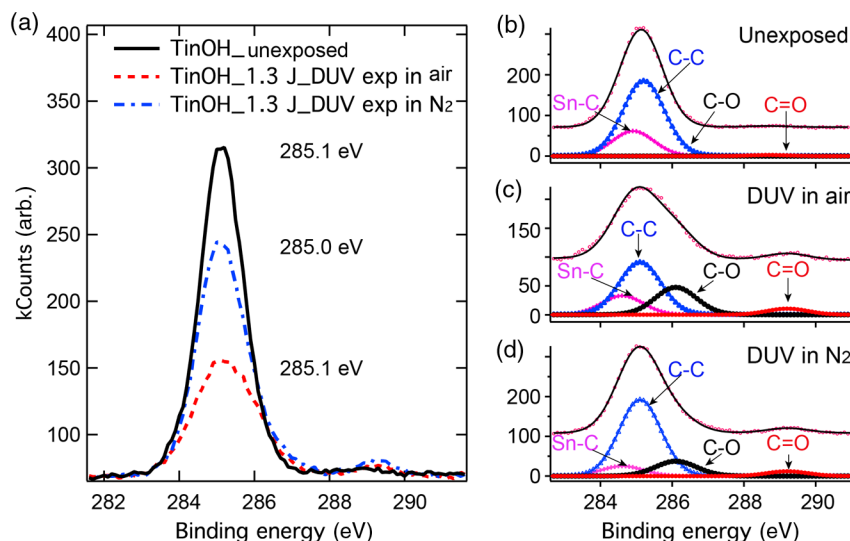 (a)
TinOH_unexposed
TinOH_1.3 J_DUV exp in air
TinOH_1.3 J_DUV exp in N2
400
350
300
250
200
150
100
kCounts (arb.)
285.1 eV
285.0 eV
285.1 eV
282 284 286 288 290
Binding energy (eV)
(b)
Unexposed
C-C
Sn-C
C-O
C=O
200
100
0
(c)
DUV in air
C-C
Sn-C
C-O
C=O
150
50
0
(d)
DUV in N2
C-C
Sn-C
C-O
C=O
300
200
100
0
284 286 288 290
Binding energy (eV)